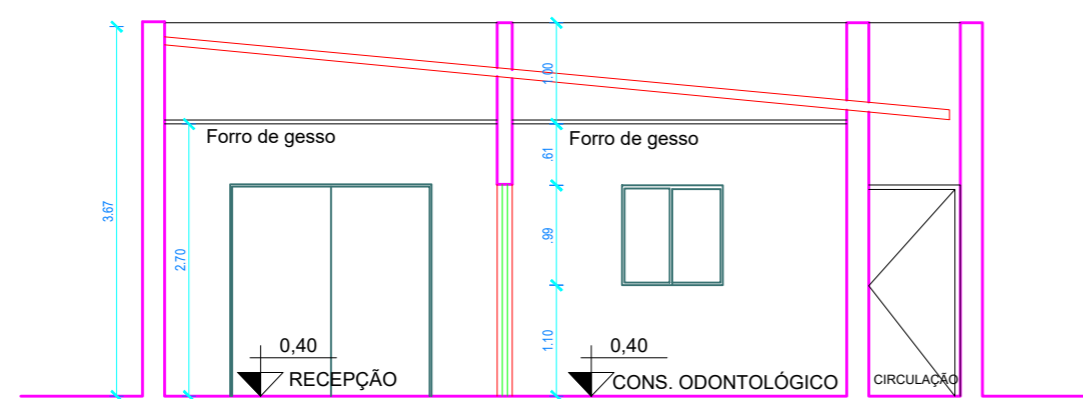 1.00
Forro de gesso
Forro de gesso
.61
3.67
2.70
.99
1.10
0,40
0,40
RECEPÇÃO
CONS. ODONTOLÓGICO
CIRCULAÇÃO